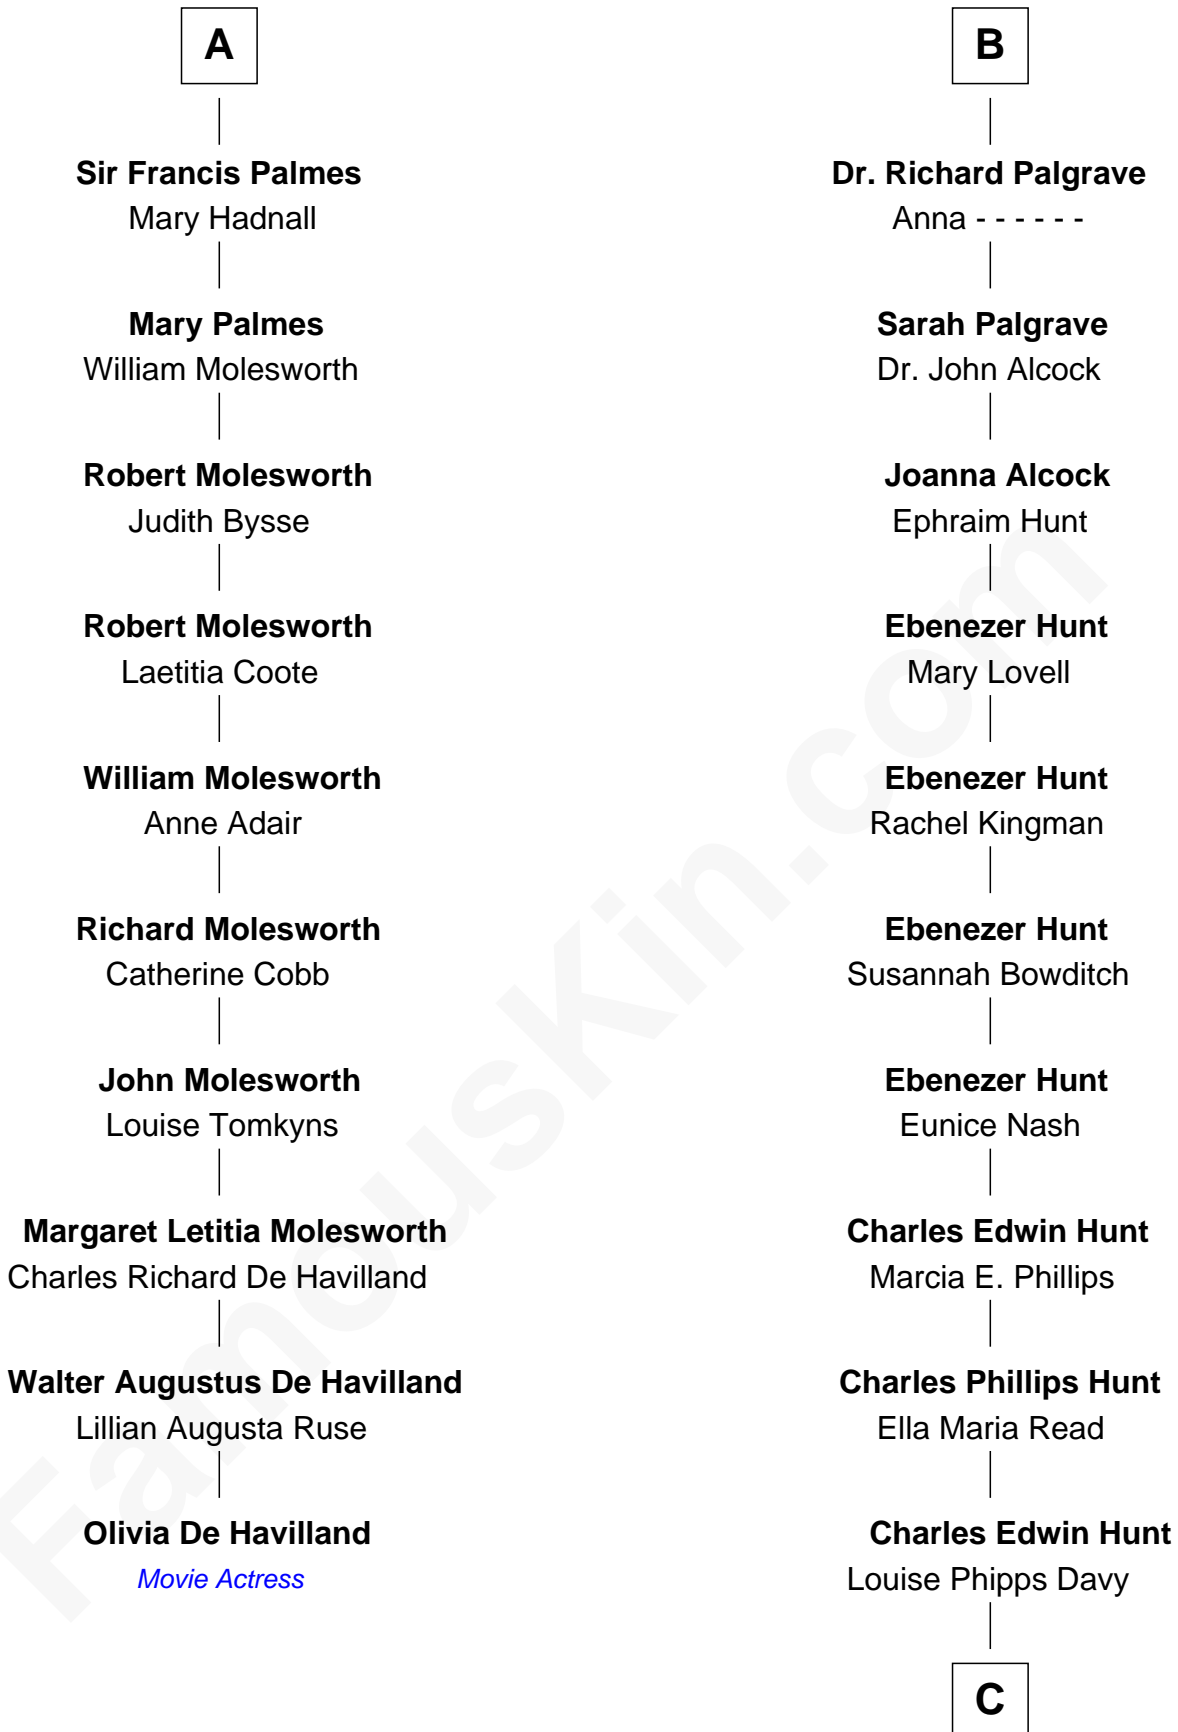 A
Sir Francis Palmes
Mary Hadnall
Mary Palmes
William Molesworth
Robert Molesworth
Judith Bysse
Robert Molesworth
Laetitia Coote
William Molesworth
Anne Adair
Richard Molesworth
Catherine Cobb
John Molesworth
Louise Tomkyns
Margaret Letitia Molesworth
Charles Richard De Havilland
Walter Augustus De Havilland
Lillian Augusta Ruse
Olivia De Havilland
Movie Actress
B
Dr. Richard Palgrave
Anna - - - - - -
Sarah Palgrave
Dr. John Alcock
Joanna Alcock
Ephraim Hunt
Ebenezer Hunt
Mary Lovell
Ebenezer Hunt
Rachel Kingman
Ebenezer Hunt
Susannah Bowditch
Ebenezer Hunt
Eunice Nash
Charles Edwin Hunt
Marcia E. Phillips
Charles Phillips Hunt
Ella Maria Read
Charles Edwin Hunt
Louise Phipps Davy
C
FamousKin.com